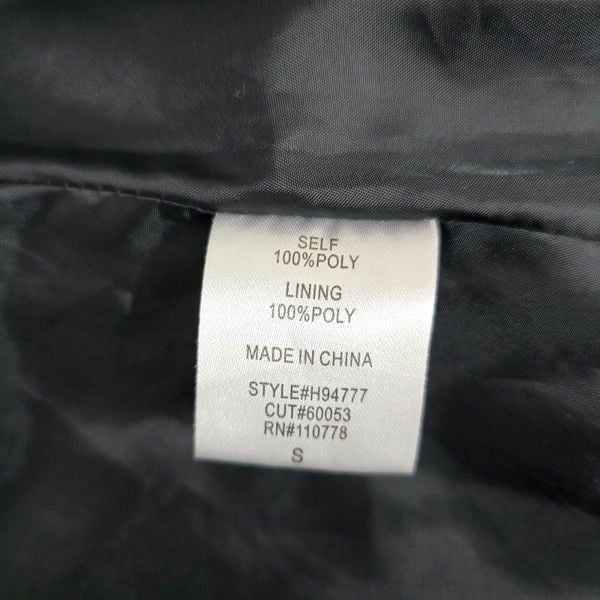 SELF
100%POLY
LINING
100%POLY
MADE IN CHINA
STYLE#H94777
CUT#60053
RN#110778
S